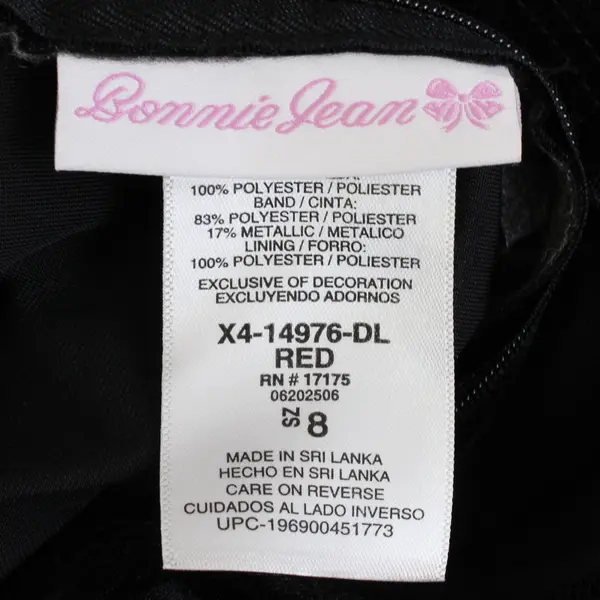 Bonnie Jean
100% POLYESTER / POLIESTER
BAND / CINTA:
83% POLYESTER / POLIESTER
17% METALLIC / METALICO
LINING / FORRO:
100% POLYESTER / POLIESTER
EXCLUSIVE OF DECORATION
EXCLUYENDO ADORNOS
X4-14976-DL
RED
RN # 17175
06202506
SZ 8
MADE IN SRI LANKA
HECHO EN SRI LANKA
CARE ON REVERSE
CUIDADOS AL LADO INVERSO
UPC-196900451773